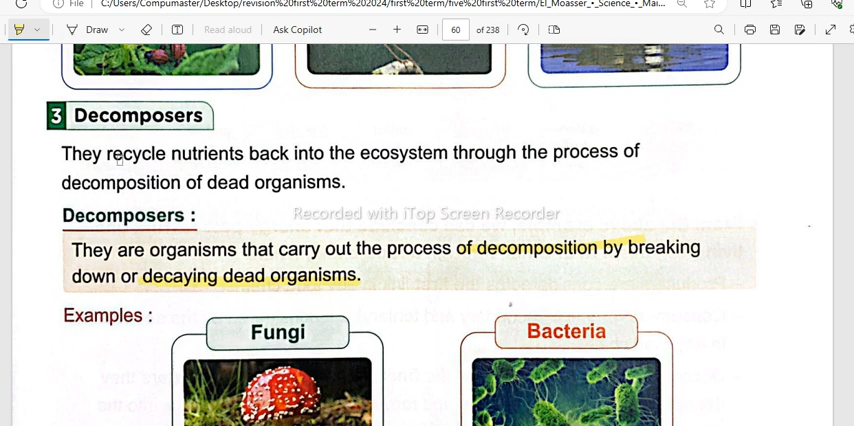 File
C:/Users/Compumaster/Desktop/revision%20first%20term%202024/first%20term/five%20first%20term/El_Moasser_•_Science_•_Mai...
Draw
Read aloud
Ask Copilot
60
of 238
3 Decomposers
They recycle nutrients back into the ecosystem through the process of
decomposition of dead organisms.
Recorded with iTop Screen Recorder
Decomposers :
They are organisms that carry out the process of decomposition by breaking
down or decaying dead organisms.
Examples :
Fungi
Bacteria